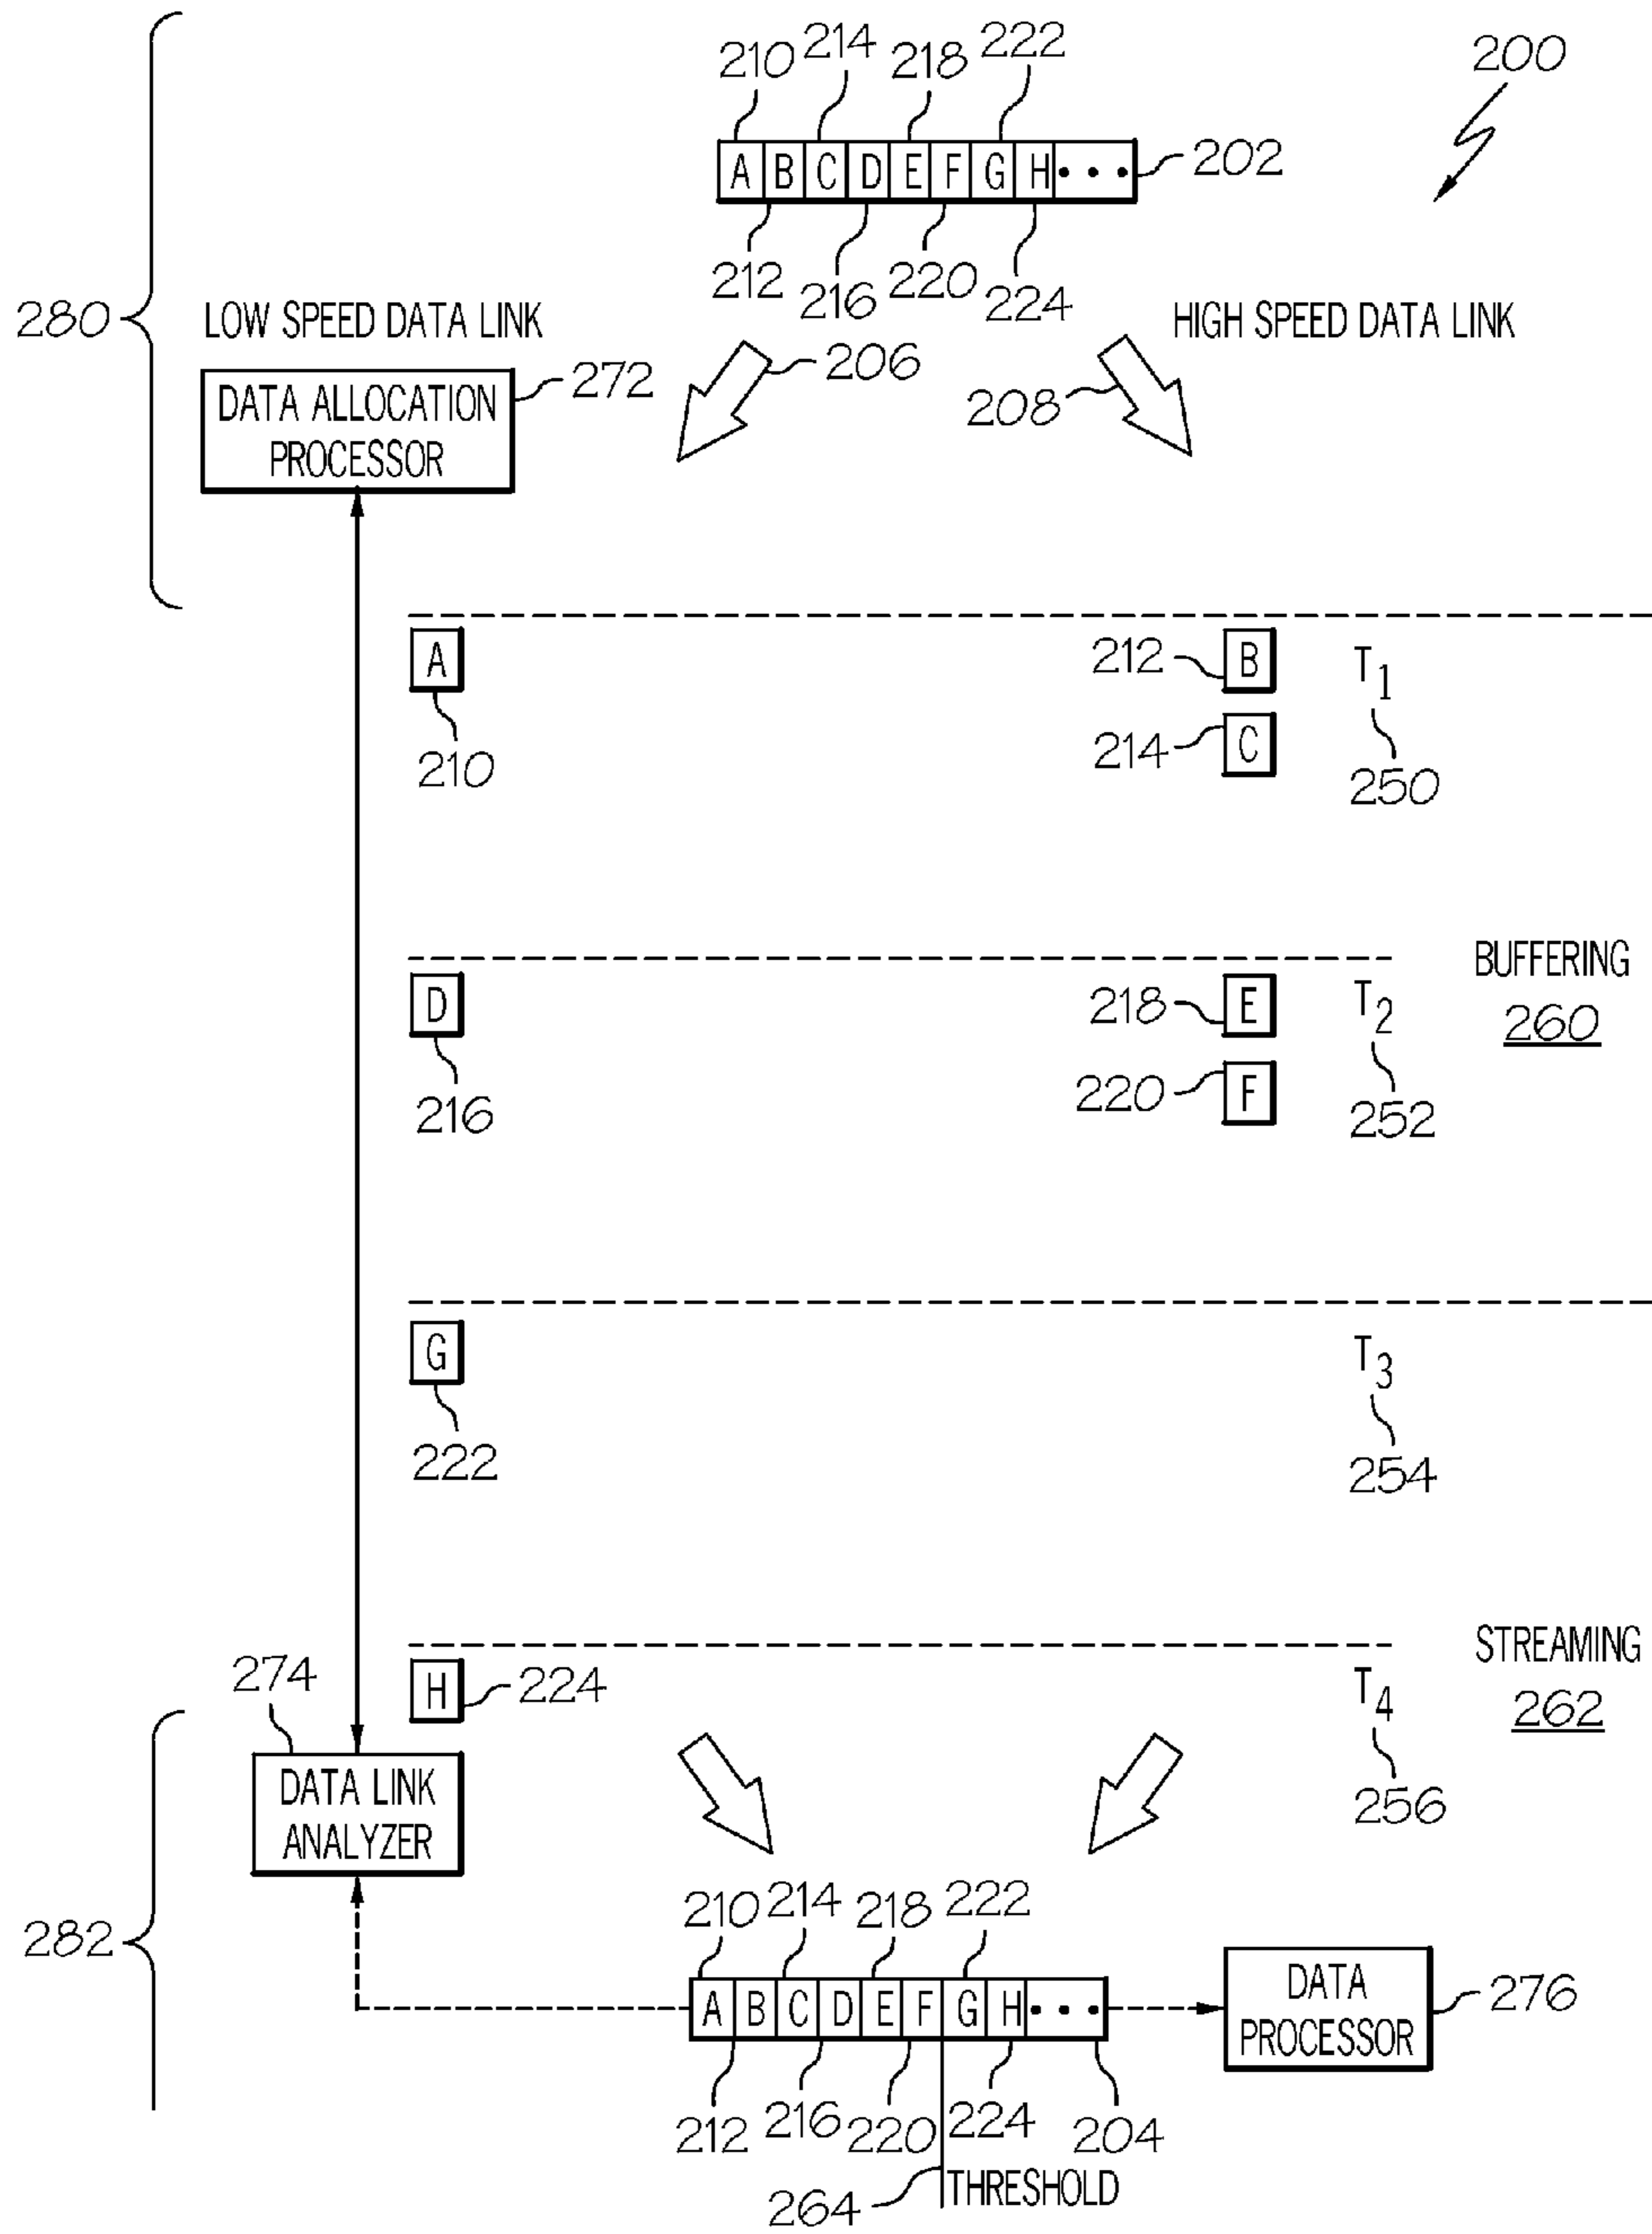 210 214 218 222 200
A B C D E F G H • • • 202
212 216 220 224
280 LOW SPEED DATA LINK HIGH SPEED DATA LINK
206
208
DATA ALLOCATION
PROCESSOR
272
A 212 B T1
210 214 C 250
BUFFERING
260
D 218 E T2
216 220 F 252
G T3
222 254
STREAMING
262
274 H 224 T4
256
DATA LINK
ANALYZER
282
210 214 218 222
A B C D E F G H • • •
DATA
PROCESSOR
276
212 216 220 224 204
264 THRESHOLD